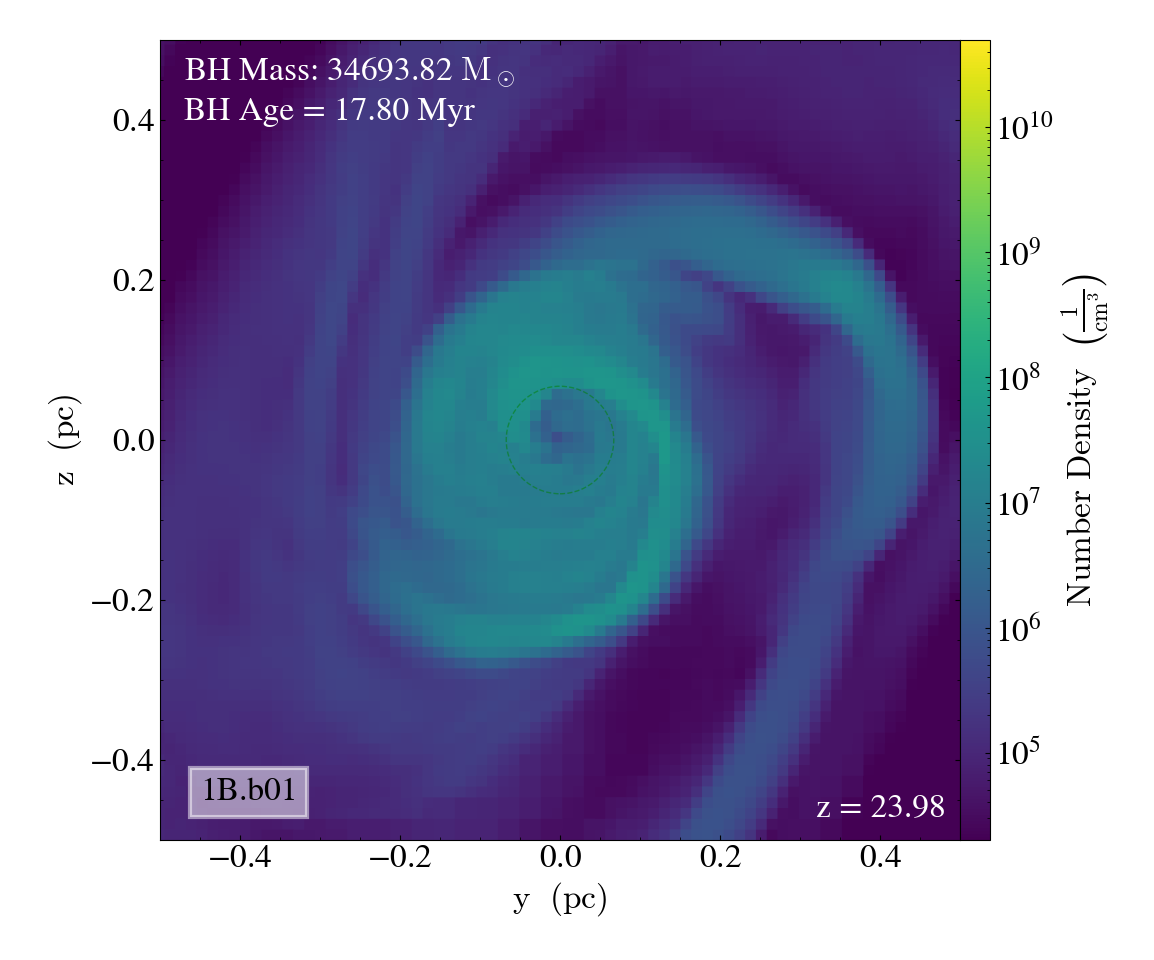 BH Mass: 34693.82 M⊙
BH Age = 17.80 Myr
0.4
0.2
0.0
−0.2
−0.4
z (pc)
1B.b01
z = 23.98
−0.4 −0.2 0.0 0.2 0.4
y (pc)
10¹⁰
10⁹
10⁸
10⁷
10⁶
10⁵
Number Density (1/cm³)